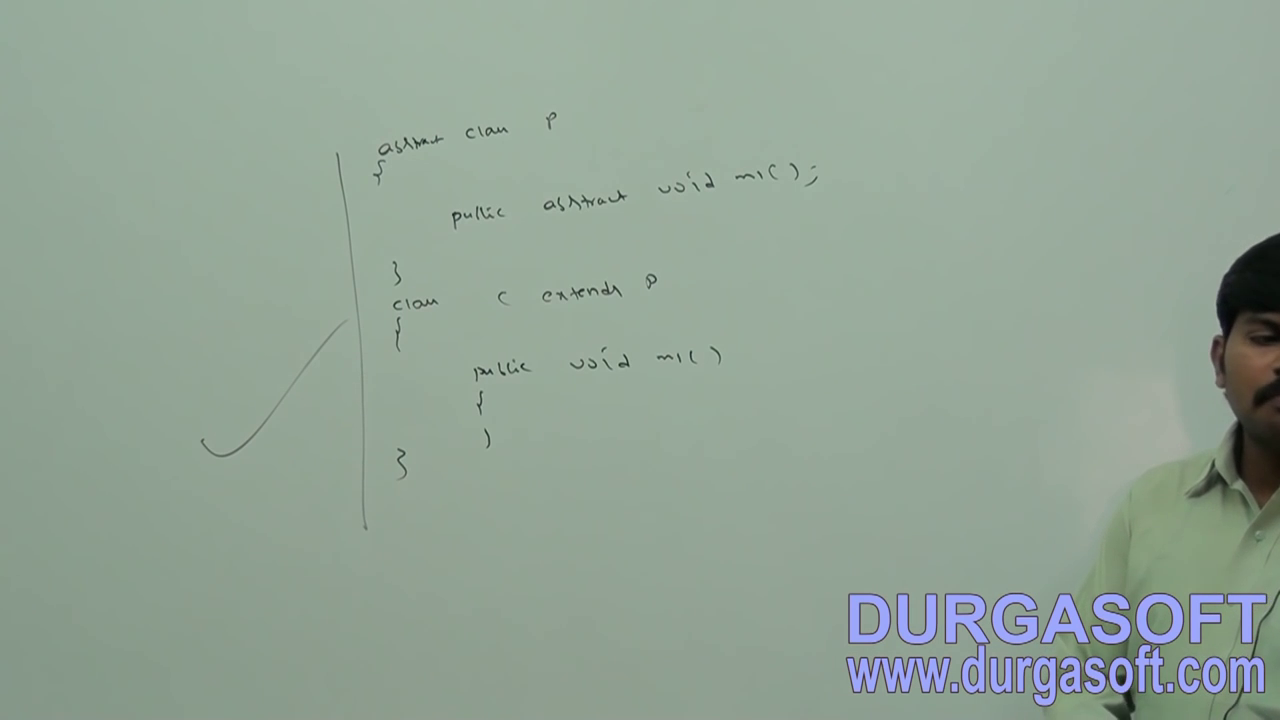 abstract class P
{
public abstract void m1();
}
class C extends P
{
public void m1()
{
}
}
DURGASOFT
www.durgasoft.com